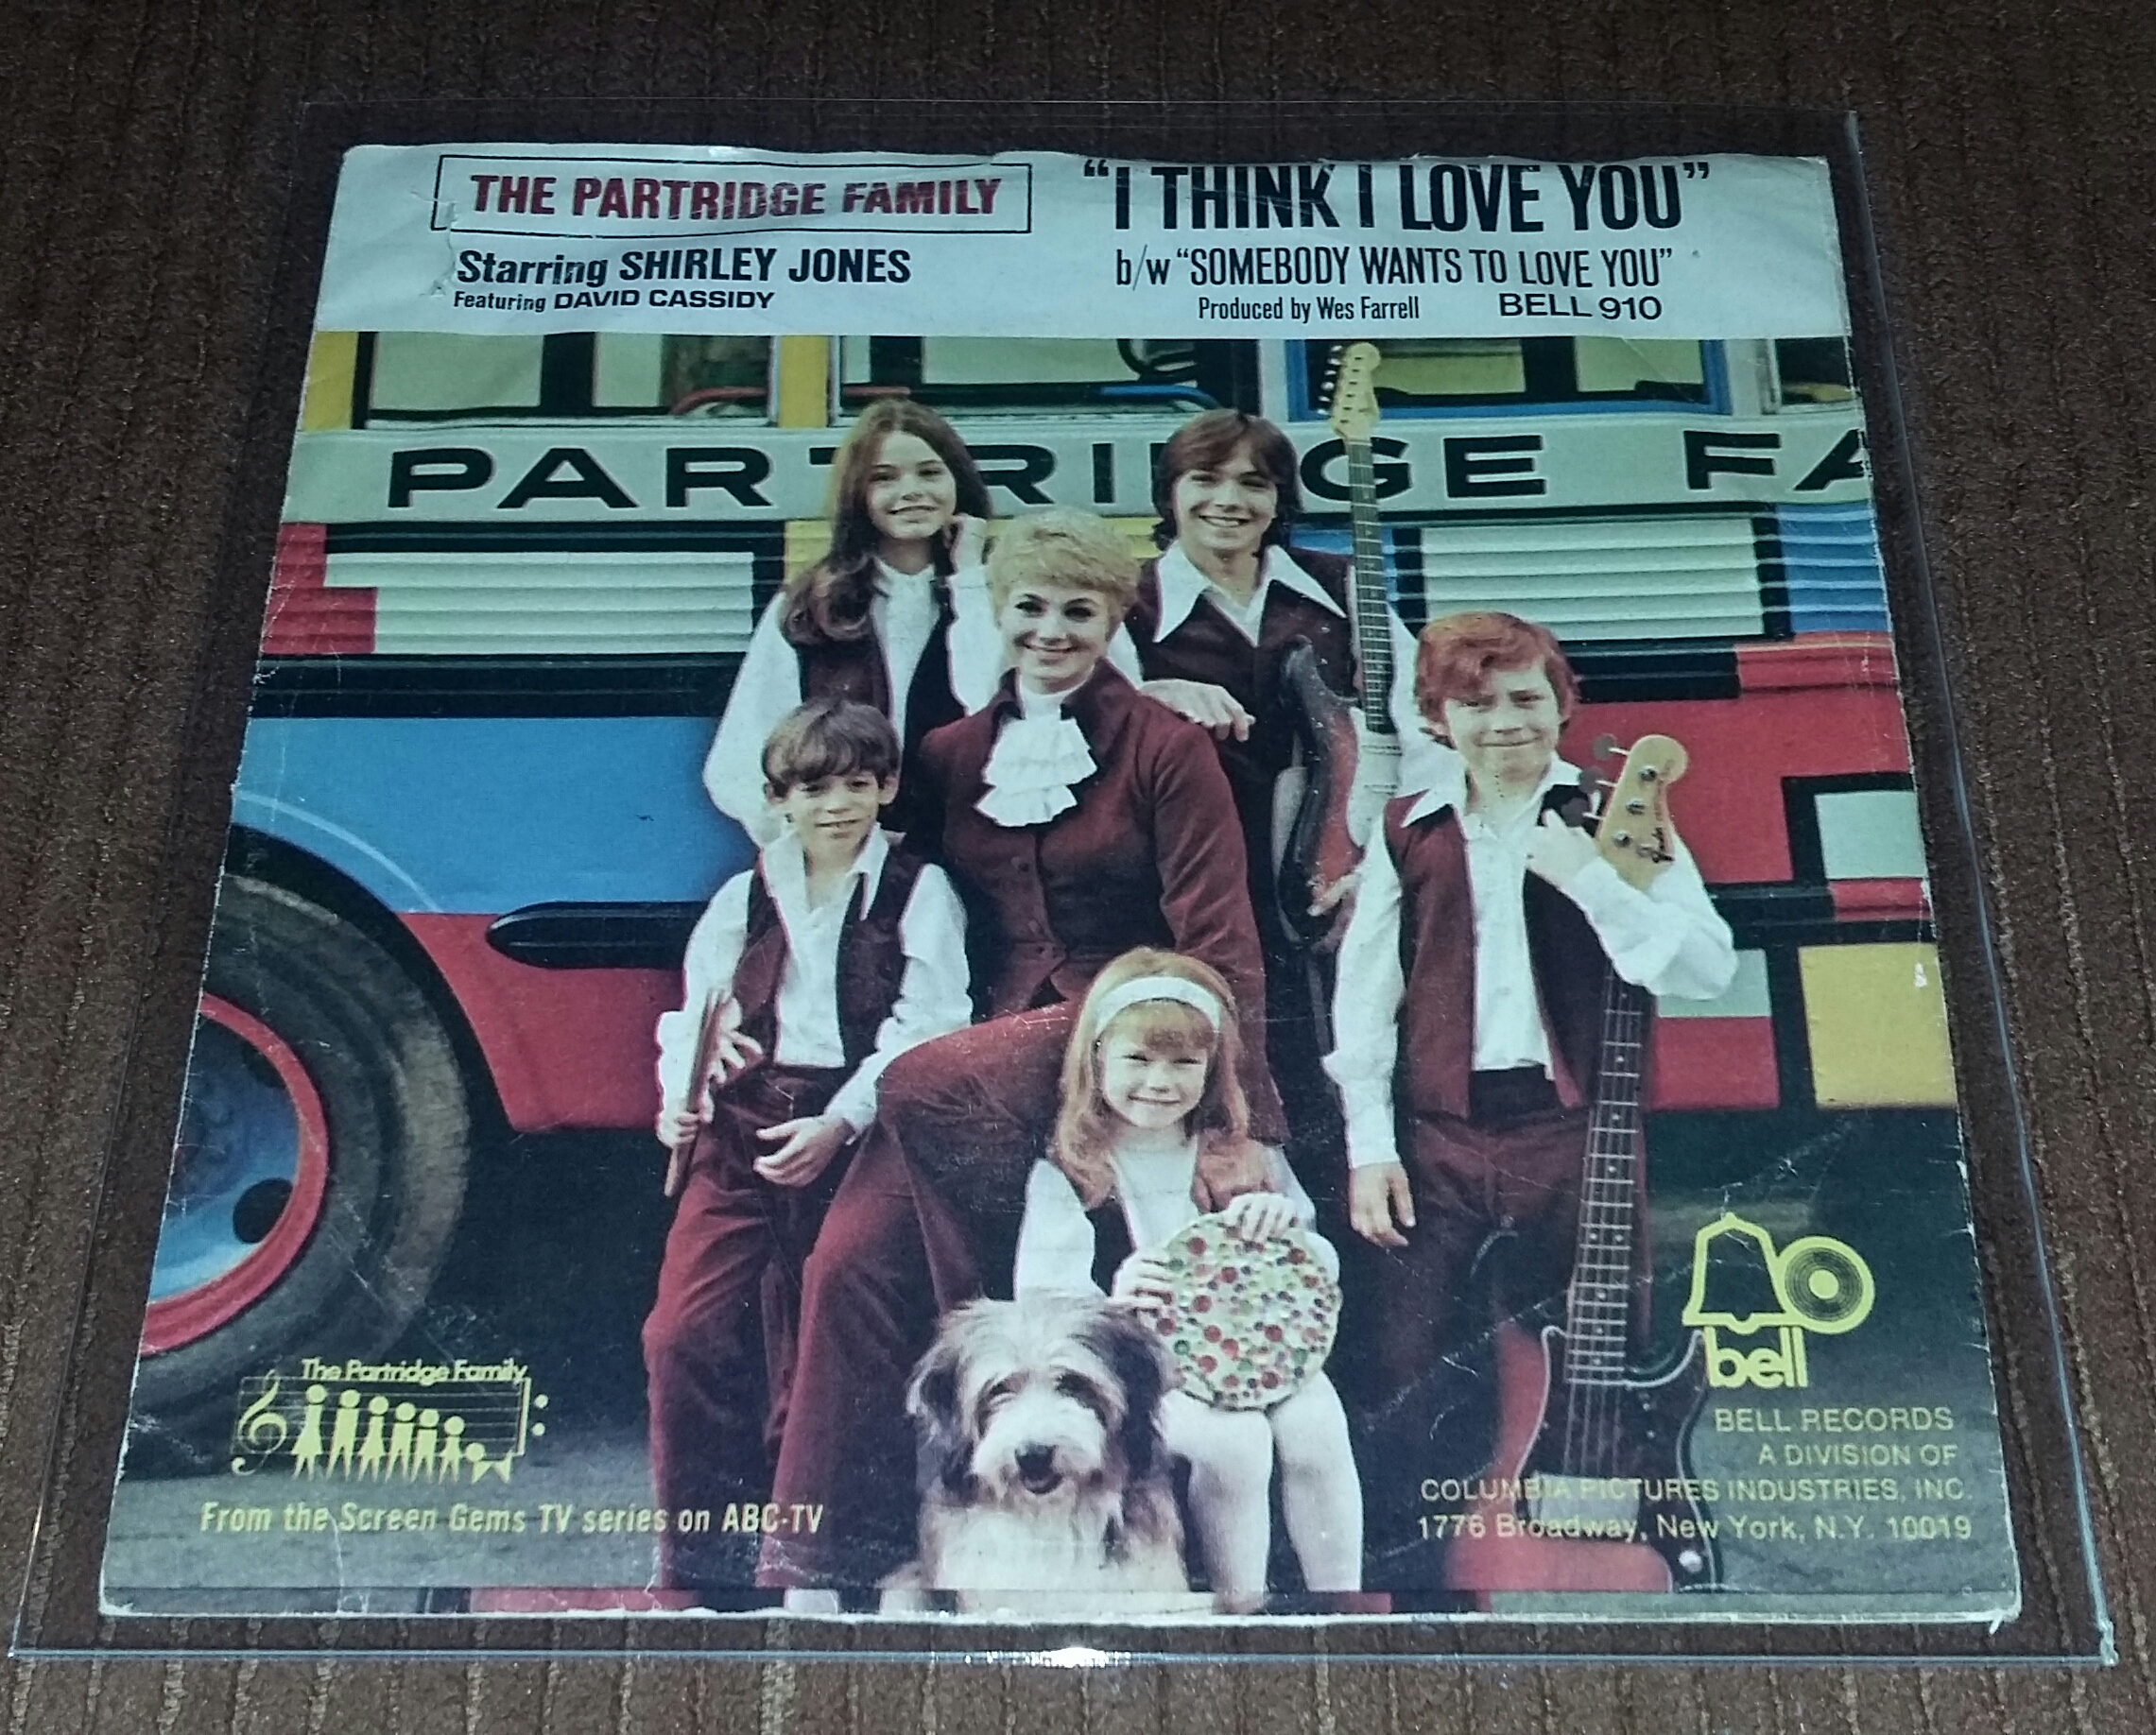 THE PARTRIDGE FAMILY
Starring SHIRLEY JONES
Featuring DAVID CASSIDY
“I THINK I LOVE YOU”
b/w “SOMEBODY WANTS TO LOVE YOU”
Produced by Wes Farrell BELL 910
PARTRIDGE FA
The Partridge Family
From the Screen Gems TV series on ABC-TV
bell
BELL RECORDS
A DIVISION OF
COLUMBIA PICTURES INDUSTRIES, INC.
1776 Broadway, New York, N.Y. 10019